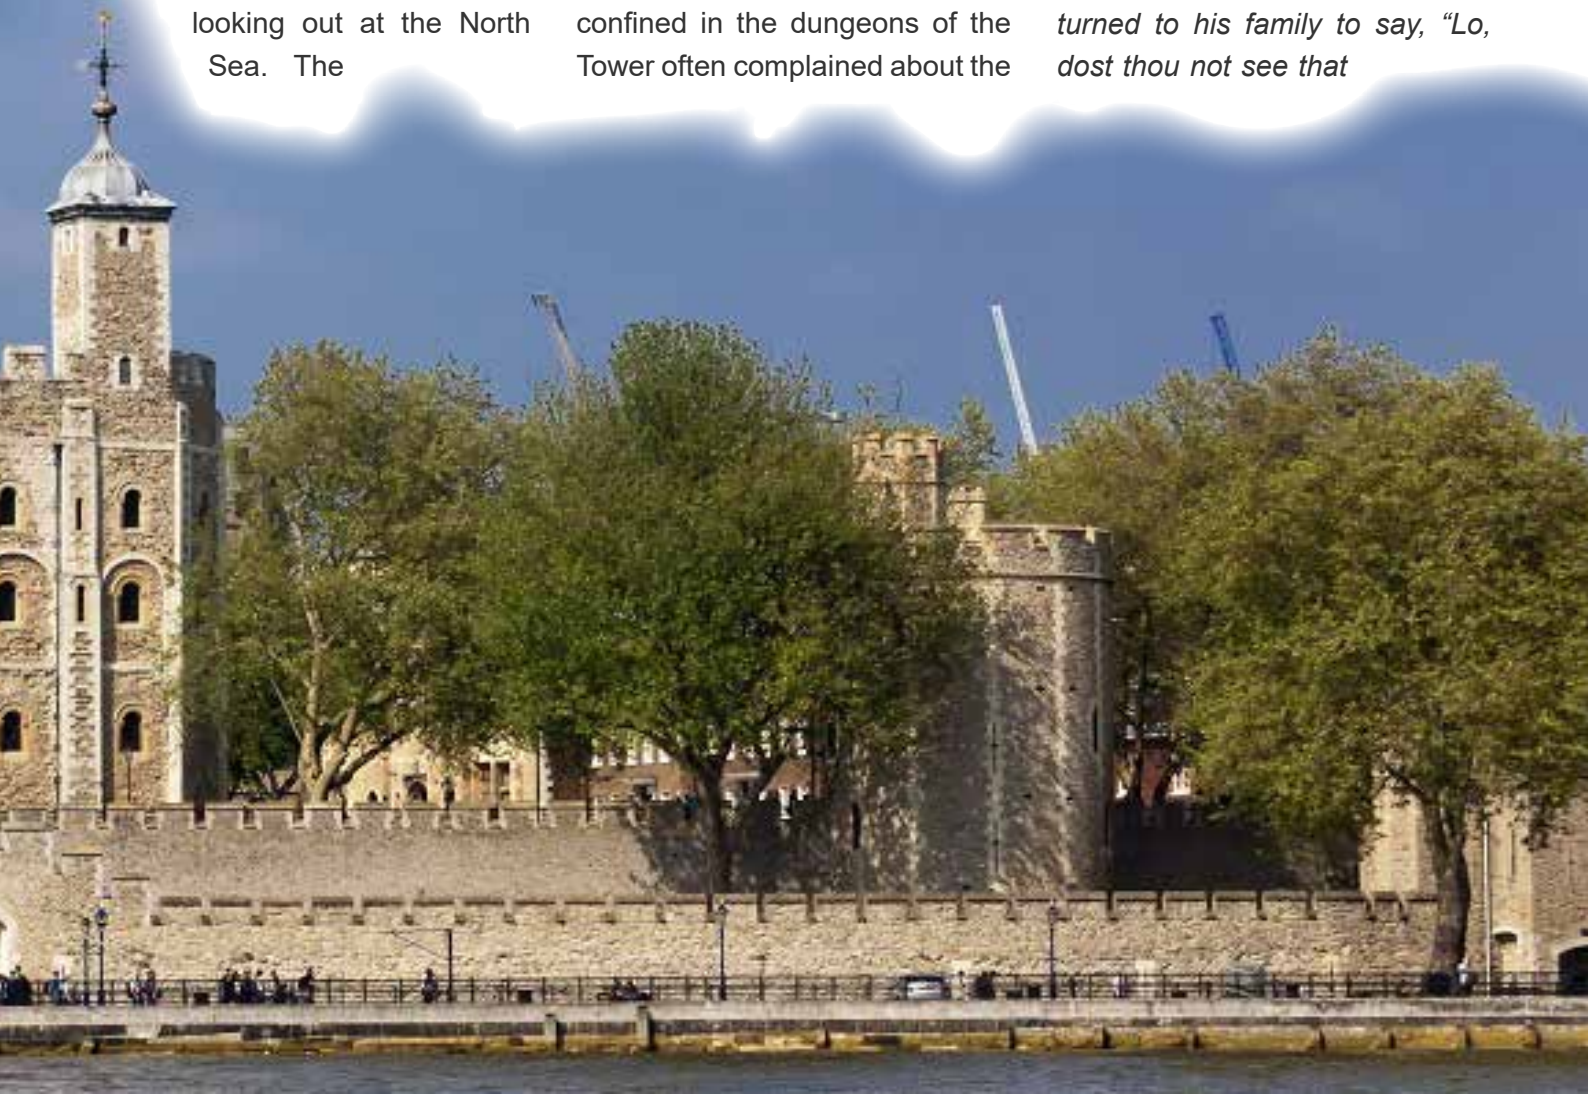 looking out at the North
Sea. The
confined in the dungeons of the
Tower often complained about the
turned to his family to say, “Lo,
dost thou not see that